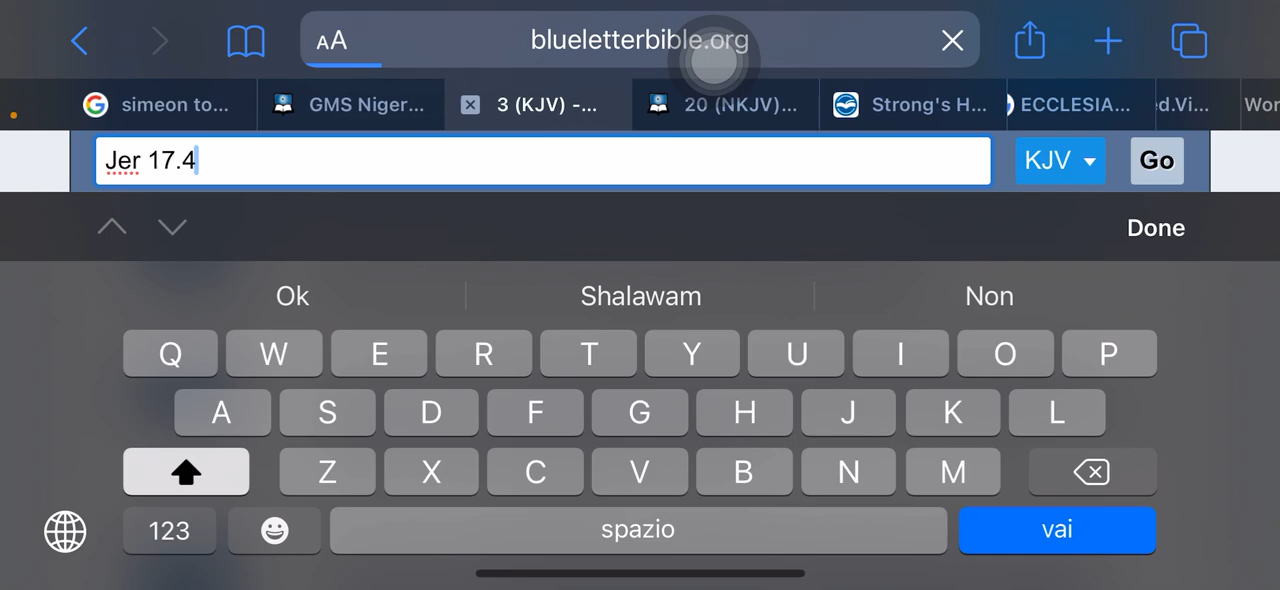 AA blueletterbible.org
simeon to... GMS Niger... 3 (KJV) -... 20 (NKJV)... Strong's H... ECCLESIA... ed.Vi... Wor
Jer 17.4 KJV Go
Done
Ok Shalawam Non
Q W E R T Y U I O P
A S D F G H J K L
Z X C V B N M
123 spazio vai